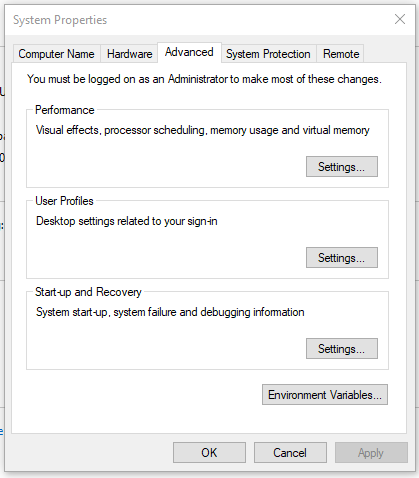 System Properties
Computer Name Hardware Advanced System Protection Remote
You must be logged on as an Administrator to make most of these changes.
Performance
Visual effects, processor scheduling, memory usage and virtual memory
Settings...
User Profiles
Desktop settings related to your sign-in
Settings...
Start-up and Recovery
System start-up, system failure and debugging information
Settings...
Environment Variables...
OK Cancel Apply